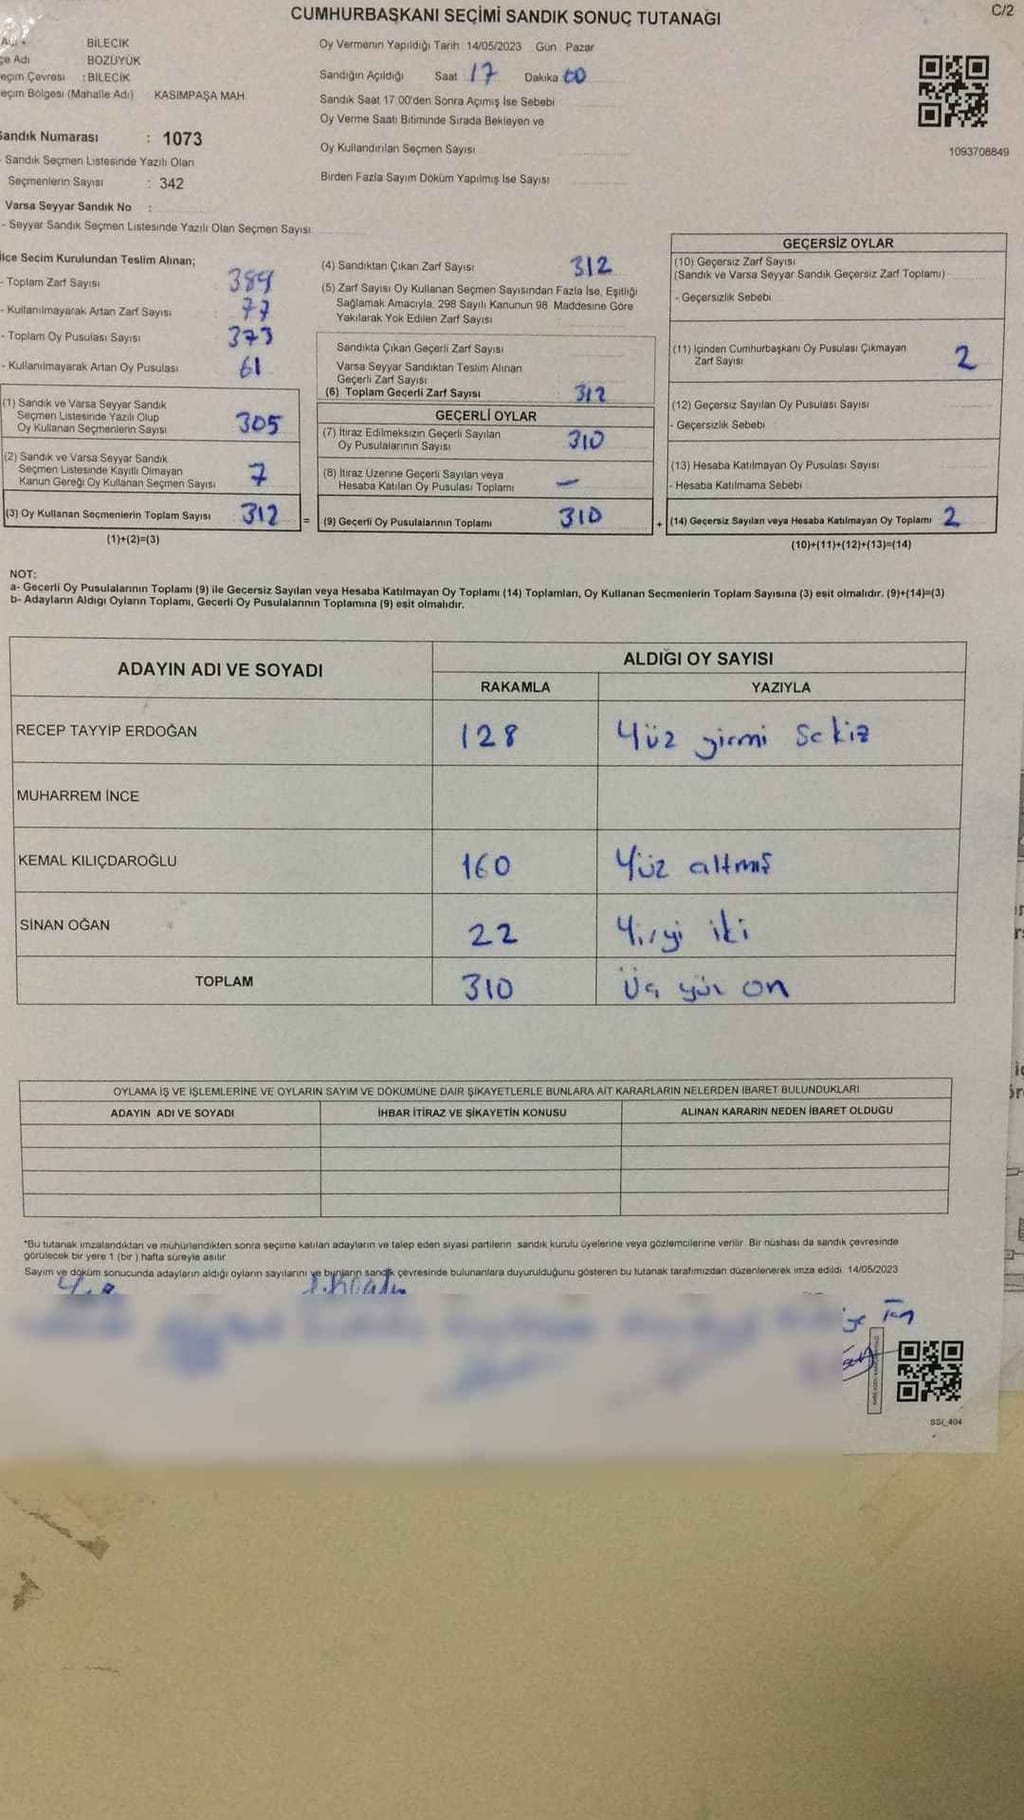 CUMHURBAŞKANI SEÇİMİ SANDIK SONUÇ TUTANAĞI
C/2
BİLECİK
Adı BOZÜYÜK
eçim Çevresi : BİLECİK
eçim Bölgesi (Mahalle Adı) KASIMPAŞA MAH
Sandık Numarası : 1073
- Sandık Seçmen Listesinde Yazılı Olan
Seçmenlerin Sayısı : 342
Varsa Seyyar Sandık No :
- Seyyar Sandık Seçmen Listesinde Yazılı Olan Seçmen Sayısı
Oy Vermenin Yapıldığı Tarih 14/05/2023 Gün Pazar
Sandığın Açıldığı Saat 17 Dakika 00
Sandık Saat 17 00'den Sonra Açımış İse Sebebi
Oy Verme Saati Bitiminde Sırada Bekleyen ve
Oy Kullandırılan Seçmen Sayısı
Birden Fazla Sayım Döküm Yapılmış İse Sayısı
1093708849
İlçe Seçim Kurulundan Teslim Alınan;
- Toplam Zarf Sayısı 389
- Kullanılmayarak Artan Zarf Sayısı : 77
- Toplam Oy Pusulası Sayısı 373
- Kullanılmayarak Artan Oy Pusulası 61
(1) Sandık ve Varsa Seyyar Sandık
Seçmen Listesinde Yazılı Olup
Oy Kullanan Seçmenlerin Sayısı 305
(2) Sandık ve Varsa Seyyar Sandık
Seçmen Listesinde Kayıtlı Olmayan
Kanun Gereği Oy Kullanan Seçmen Sayısı 7
(3) Oy Kullanan Seçmenlerin Toplam Sayısı 312
(1)+(2)=(3)
(4) Sandıktan Çıkan Zarf Sayısı 312
(5) Zarf Sayısı Oy Kullanan Seçmen Sayısından Fazla İse, Eşitliği
Sağlamak Amacıyla, 298 Sayılı Kanunun 98 Maddesine Göre
Yakılarak Yok Edilen Zarf Sayısı
Sandıkta Çıkan Geçerli Zarf Sayısı
Varsa Seyyar Sandıktan Teslim Alınan
Geçerli Zarf Sayısı
(6) Toplam Geçerli Zarf Sayısı 312
GEÇERLİ OYLAR
(7) İtiraz Edilmeksizin Geçerli Sayılan
Oy Pusulalarının Sayısı 310
(8) İtiraz Üzerine Geçerli Sayılan veya
Hesaba Katılan Oy Pusulası Toplamı —
= (9) Geçerli Oy Pusulalarının Toplamı 310
GEÇERSİZ OYLAR
(10) Geçersiz Zarf Sayısı
(Sandık ve Varsa Seyyar Sandık Geçersiz Zarf Toplamı)
- Geçersizlik Sebebi
(11) İçinden Cumhurbaşkanı Oy Pusulası Çıkmayan
Zarf Sayısı 2
(12) Geçersiz Sayılan Oy Pusulası Sayısı
- Geçersizlik Sebebi
(13) Hesaba Katılmayan Oy Pusulası Sayısı
- Hesaba Katılmama Sebebi
+ (14) Geçersiz Sayılan veya Hesaba Katılmayan Oy Toplamı 2
(10)+(11)+(12)+(13)=(14)
NOT:
a- Geçerli Oy Pusulalarının Toplamı (9) ile Geçersiz Sayılan veya Hesaba Katılmayan Oy Toplamı (14) Toplamları, Oy Kullanan Seçmenlerin Toplam Sayısına (3) eşit olmalıdır. (9)+(14)=(3)
b- Adayların Aldığı Oyların Toplamı, Geçerli Oy Pusulalarının Toplamına (9) eşit olmalıdır.
ADAYIN ADI VE SOYADI
ALDIĞI OY SAYISI
RAKAMLA YAZIYLA
RECEP TAYYİP ERDOĞAN 128 Yüz yirmi Sekiz
MUHARREM İNCE
KEMAL KILIÇDAROĞLU 160 Yüz altmış
SİNAN OĞAN 22 iki
TOPLAM 310 Üç yüz on
OYLAMA İŞ VE İŞLEMLERİNE VE OYLARIN SAYIM VE DÖKÜMÜNE DAİR ŞİKAYETLERLE BUNLARA AİT KARARLARIN NELERDEN İBARET BULUNDUKLARI
ADAYIN ADI VE SOYADI İHBAR İTİRAZ VE ŞİKAYETİN KONUSU ALINAN KARARIN NEDEN İBARET OLDUĞU
*Bu tutanak imzalandıktan ve mühürlendikten sonra seçime katılan adayların ve talep eden siyasi partilerin sandık kurulu üyelerine veya gözlemcilerine verilir. Bir nüshası da sandık çevresinde
görülecek bir yere 1 (bir) hafta süreyle asılır
Sayım ve döküm sonucunda adayların aldığı oyların sayılarını ve bunların sandık çevresinde bulunanlara duyurulduğunu gösteren bu tutanak tarafımızdan düzenlenerek imza edildi. 14/05/2023
SSI_404